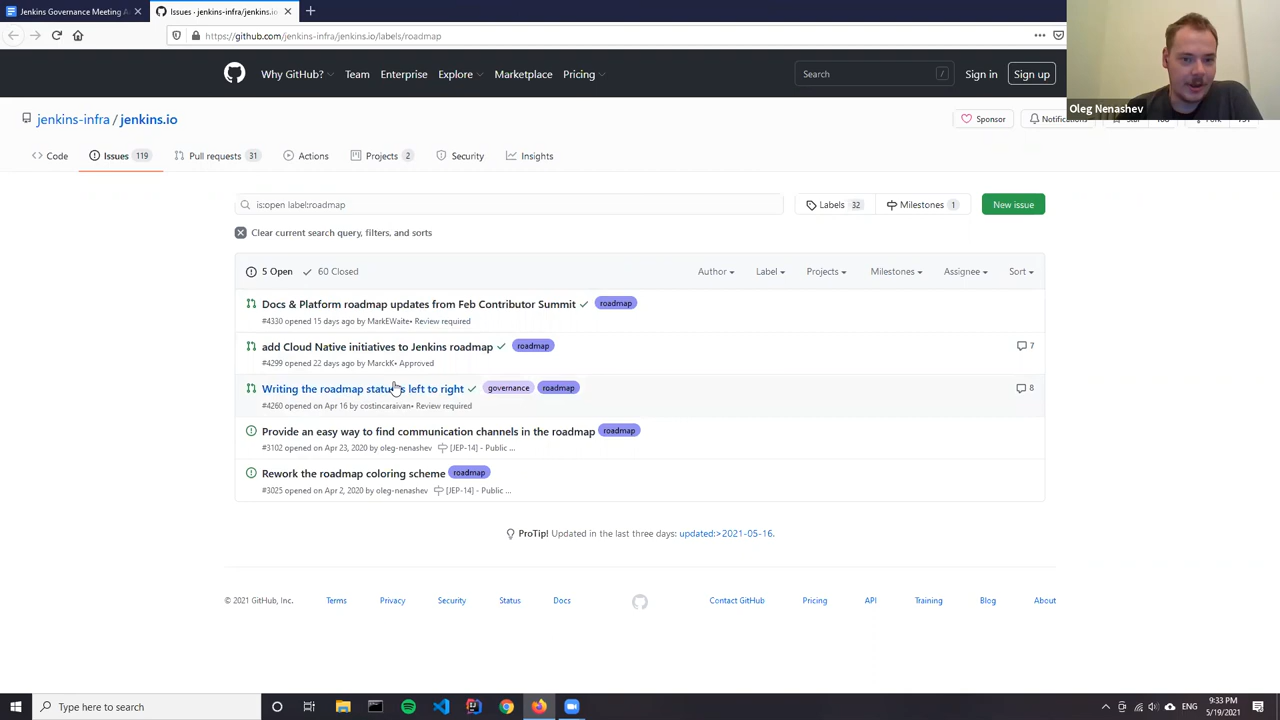 Jenkins Governance Meeting A
Issues · jenkins-infra/jenkins.io
https://github.com/jenkins-infra/jenkins.io/labels/roadmap
Why GitHub?
Team
Enterprise
Explore
Marketplace
Pricing
Search
/
Sign in
Sign up
Oleg Nenashev
jenkins-infra / jenkins.io
Sponsor
Notifications
Star
Fork
Code
Issues 119
Pull requests 31
Actions
Projects 2
Security
Insights
is:open label:roadmap
Labels 32
Milestones 1
New issue
Clear current search query, filters, and sorts
5 Open
60 Closed
Author
Label
Projects
Milestones
Assignee
Sort
Docs & Platform roadmap updates from Feb Contributor Summit roadmap
#4330 opened 15 days ago by MarkEWaite• Review required
add Cloud Native initiatives to Jenkins roadmap roadmap 7
#4299 opened 22 days ago by MarckK• Approved
Writing the roadmap status left to right governance roadmap 8
#4260 opened on Apr 16 by costincaraivan• Review required
Provide an easy way to find communication channels in the roadmap roadmap
#3102 opened on Apr 23, 2020 by oleg-nenashev [JEP-14] - Public ...
Rework the roadmap coloring scheme roadmap
#3025 opened on Apr 2, 2020 by oleg-nenashev [JEP-14] - Public ...
ProTip! Updated in the last three days: updated:>2021-05-16.
© 2021 GitHub, Inc.
Terms
Privacy
Security
Status
Docs
Contact GitHub
Pricing
API
Training
Blog
About
Type here to search
ENG
9:33 PM
5/19/2021